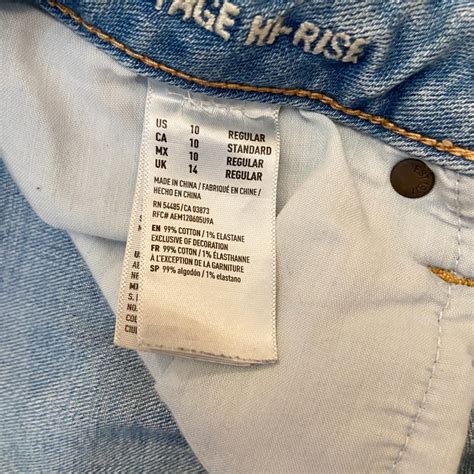 TAGE HI-RISE
US 10 REGULAR
CA 10 STANDARD
MX 10 REGULAR
UK 14 REGULAR
MADE IN CHINA / FABRIQUÉ EN CHINE /
HECHO EN CHINA
RN 54485/CA 03873
RFC# AEM120605U9A
EN 99% COTTON / 1% ELASTANE
EXCLUSIVE OF DECORATION
FR 99% COTON / 1% ÉLASTHANNE
À L'EXCEPTION DE LA GARNITURE
SP 99% algodón / 1% elastano